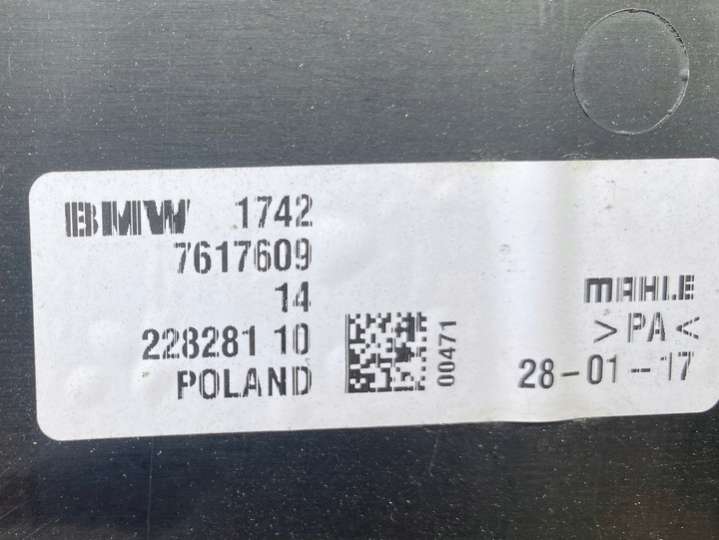 BMW 1742
7617609
14
228281 10
POLAND
00471
MAHLE
>PA<
28-01-17